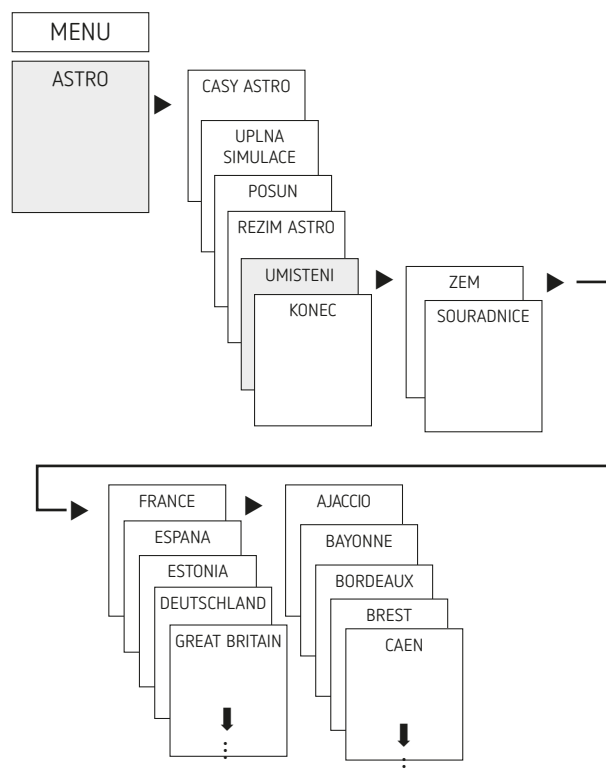 MENU
ASTRO
CASY ASTRO
UPLNA
SIMULACE
POSUN
REZIM ASTRO
UMISTENI
KONEC
ZEM
SOURADNICE
FRANCE
ESPANA
ESTONIA
DEUTSCHLAND
GREAT BRITAIN
AJACCIO
BAYONNE
BORDEAUX
BREST
CAEN